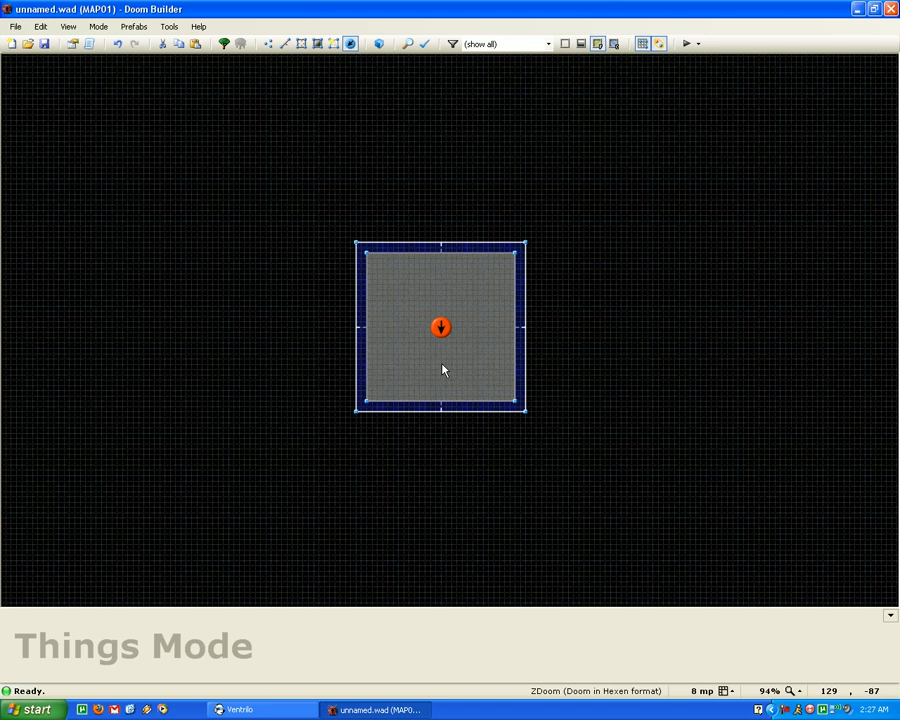 unnamed.wad (MAP01) - Doom Builder
File Edit View Mode Prefabs Tools Help
(show all)
Things Mode
Ready. ZDoom (Doom in Hexen format) 8 mp 94% 129 , -87
start Ventrilo unnamed.wad (MAP0... 2:27 AM